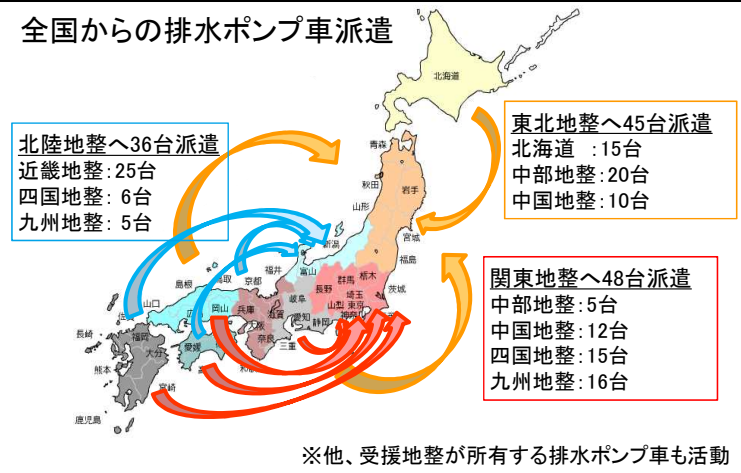 全国からの排水ポンプ車派遣
北陸地整へ36台派遣
近畿地整：25台
四国地整： 6台
九州地整： 5台
東北地整へ45台派遣
北海道 ：15台
中部地整：20台
中国地整：10台
関東地整へ48台派遣
中部地整：5台
中国地整：12台
四国地整：15台
九州地整：16台
北海道
青森
秋田
岩手
山形
宮城
新潟
福島
富山
福井
群馬
栃木
長野
茨城
埼玉
岐阜
山梨
東京
神奈川
静岡
愛知
滋賀
三重
京都
兵庫
奈良
鳥取
島根
岡山
山口
愛媛
福岡
大分
長崎
熊本
宮崎
鹿児島
※他、受援地整が所有する排水ポンプ車も活動